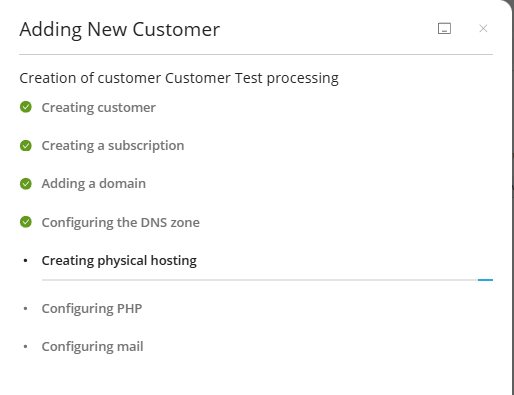 Adding New Customer
Creation of customer Customer Test processing
Creating customer
Creating a subscription
Adding a domain
Configuring the DNS zone
Creating physical hosting
Configuring PHP
Configuring mail